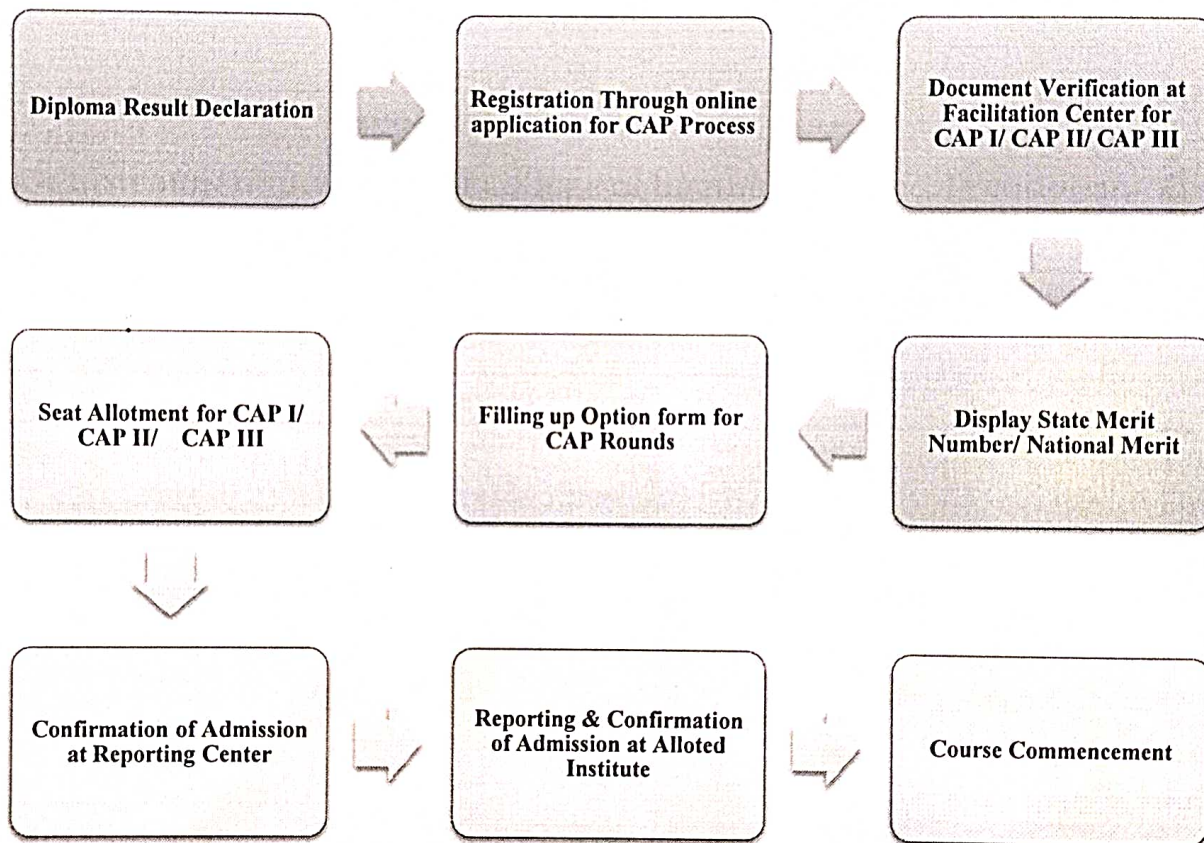 Diploma Result Declaration
Registration Through online
application for CAP Process
Document Verification at
Facilitation Center for
CAP I/ CAP II/ CAP III
Display State Merit
Number/ National Merit
Filling up Option form for
CAP Rounds
Seat Allotment for CAP I/
CAP II/ CAP III
Confirmation of Admission
at Reporting Center
Reporting & Confirmation
of Admission at Alloted
Institute
Course Commencement